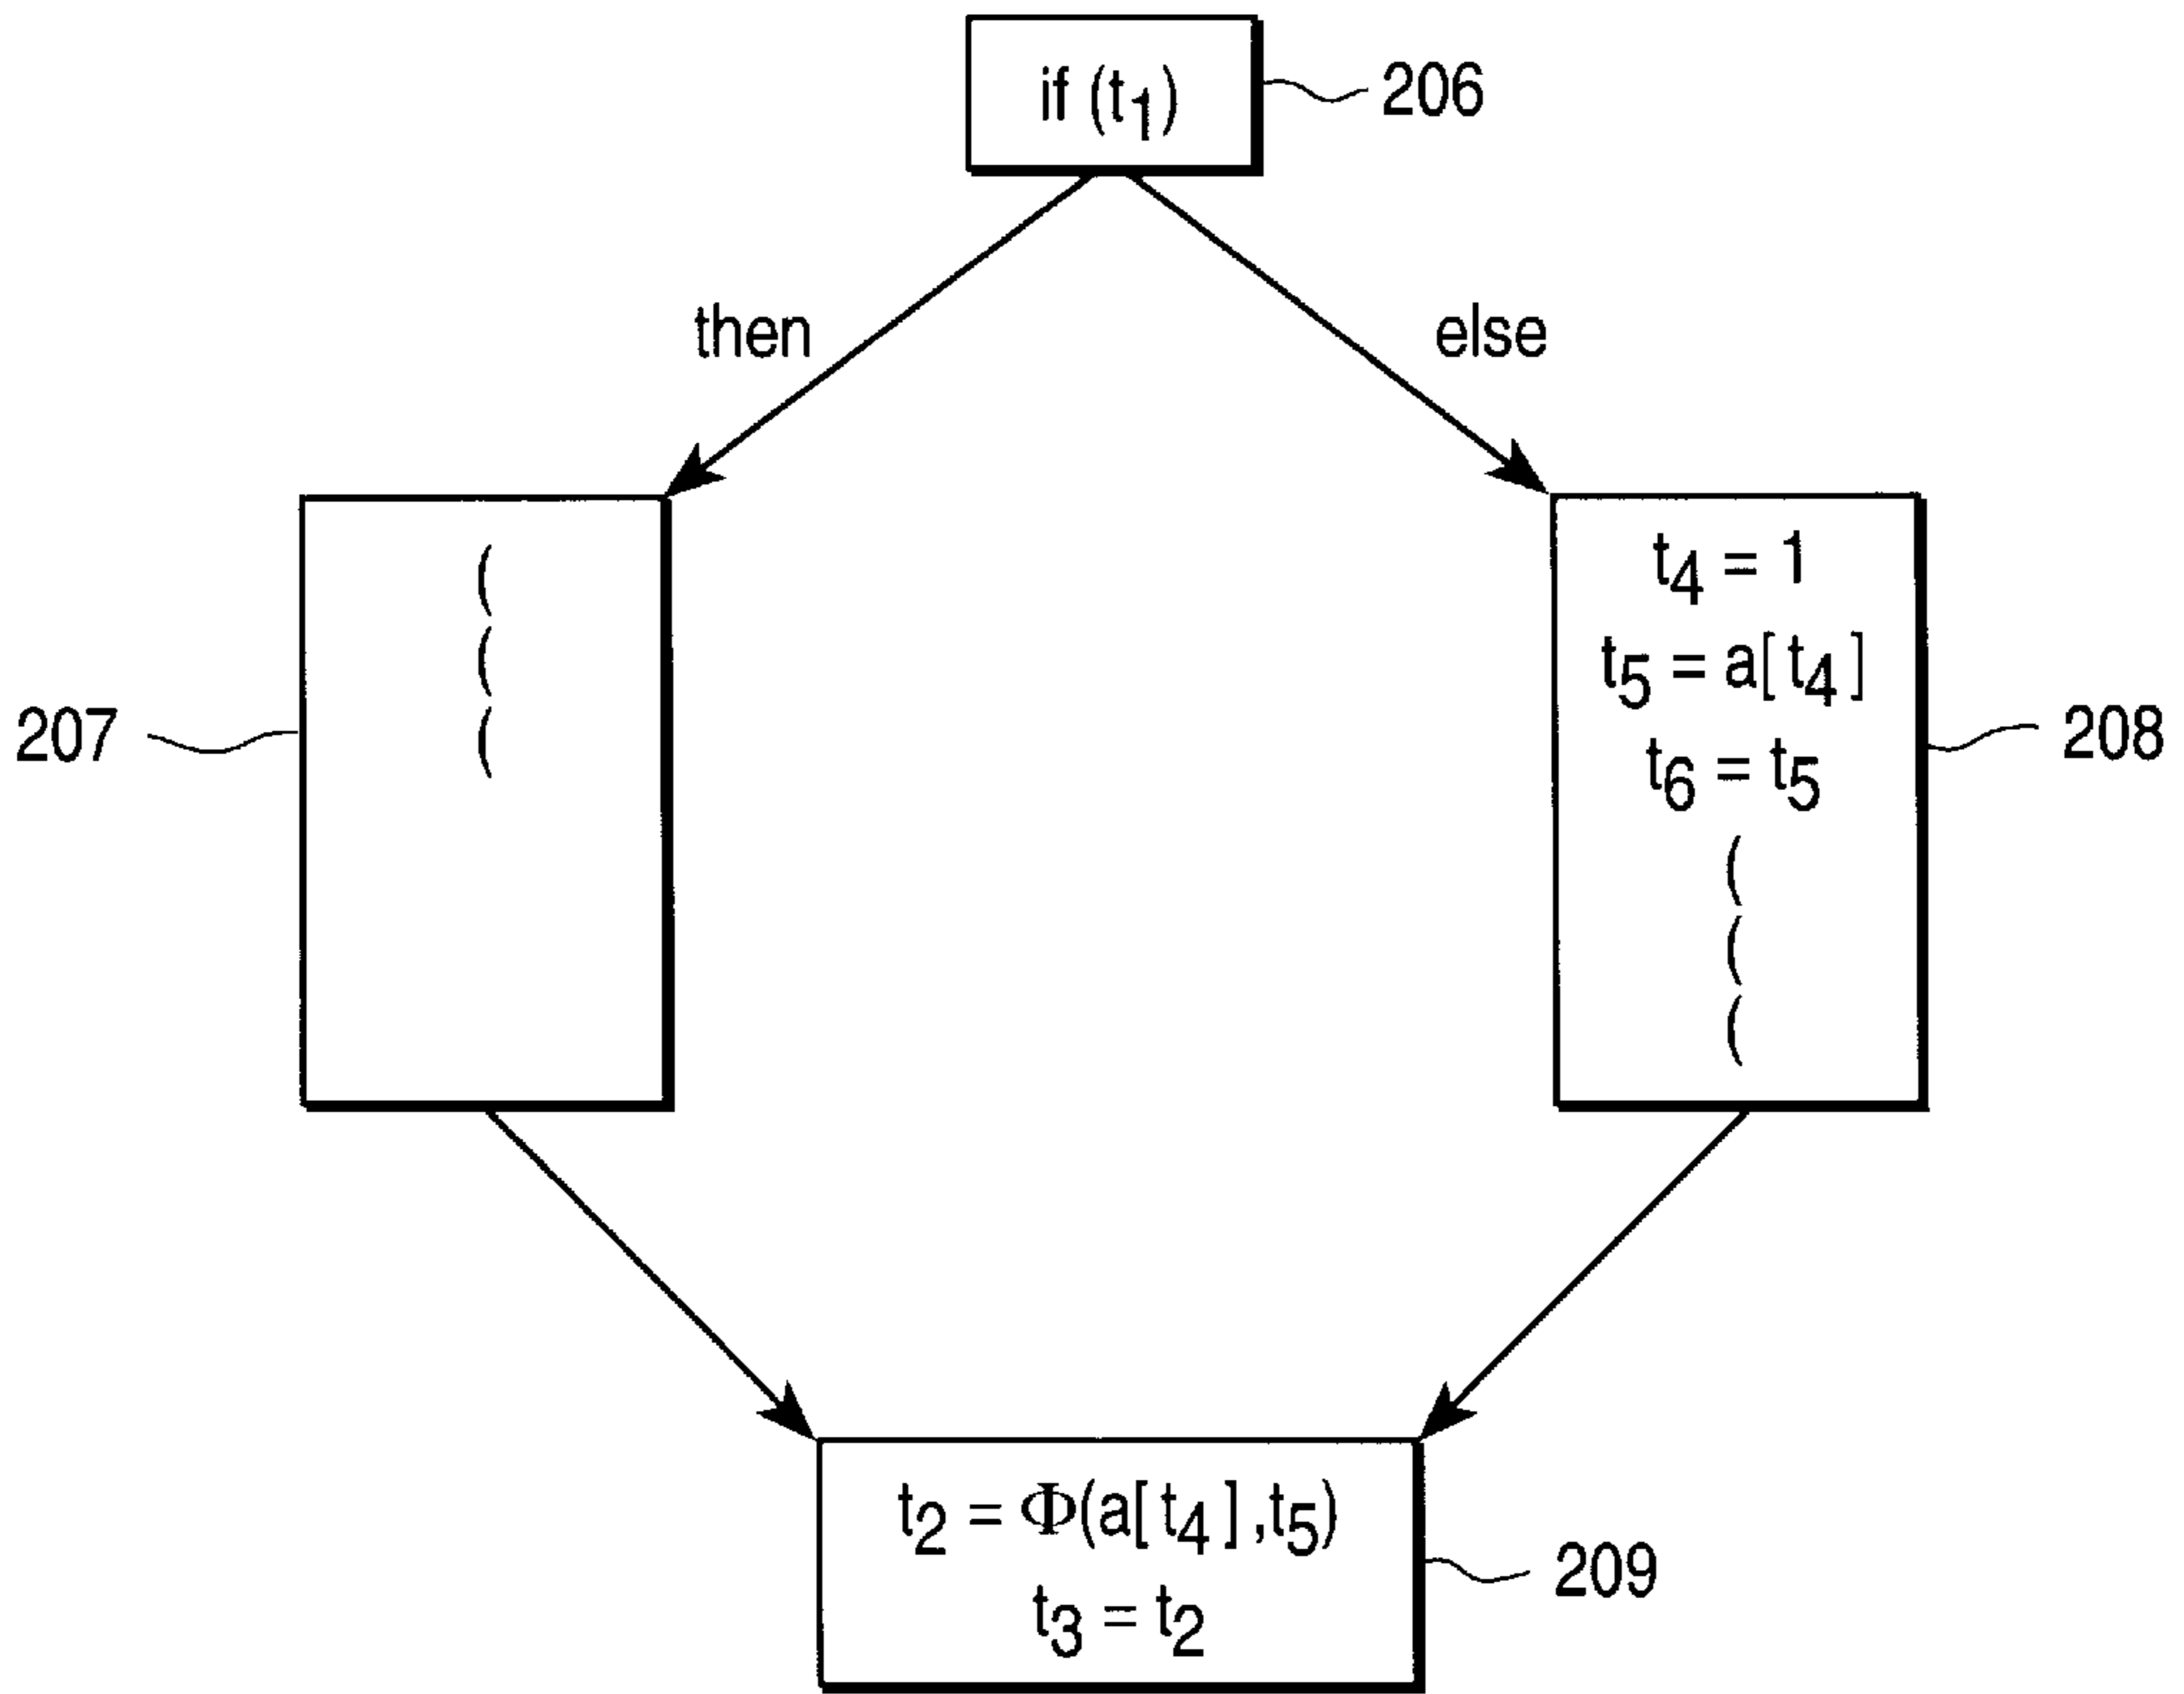 if (t1)
206
then
else
(
(
(
207
t4 = 1
t5 = a[ t4 ]
t6 = t5
(
(
(
208
t2 = Φ(a[ t4 ] ,t5)
t3 = t2
209